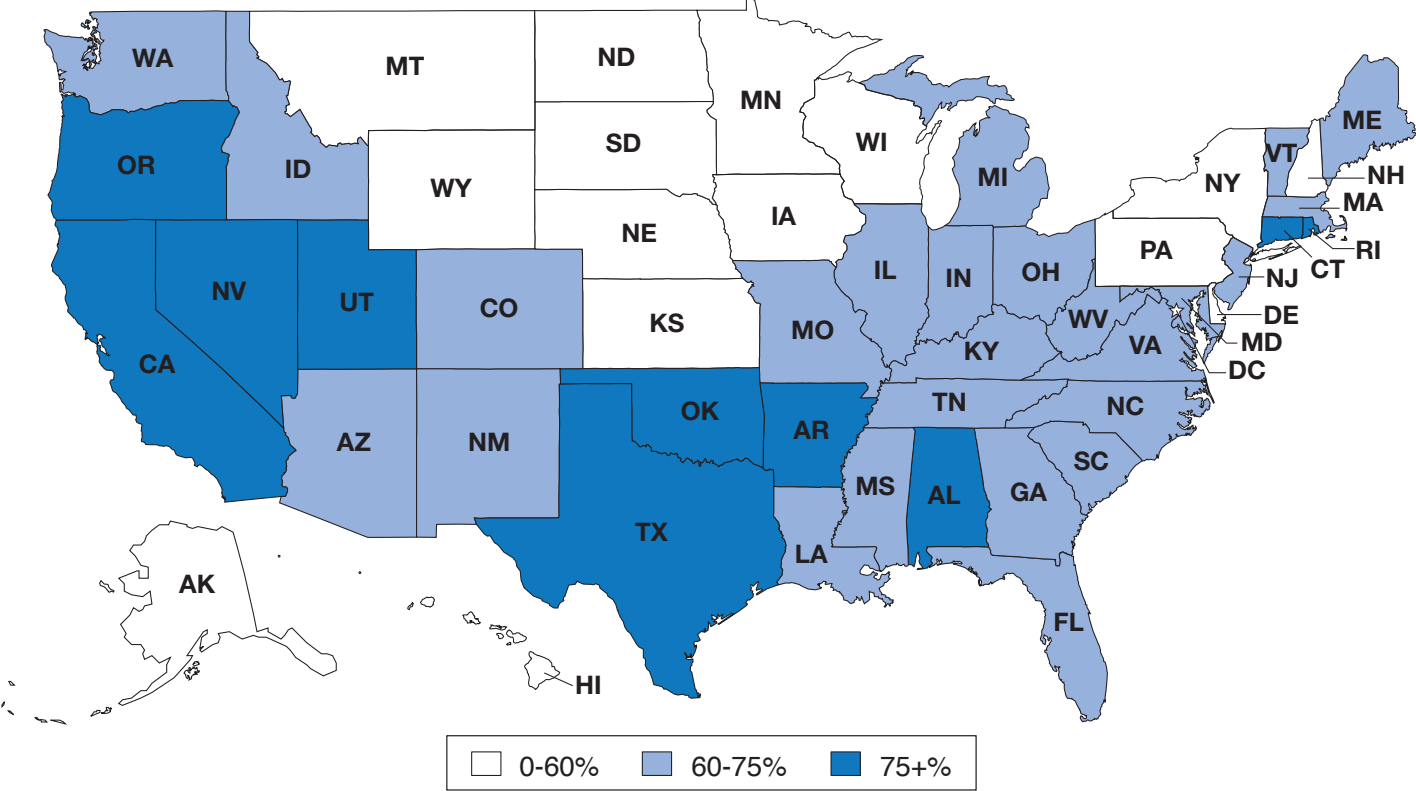 WA
MT
ND
MN
ME
OR
ID
SD
WI
MI
VT
NY
NH
WY
MA
IA
NE
PA
RI
NV
UT
CO
IL
IN
OH
CT
NJ
KS
MO
WV
DE
CA
KY
VA
MD
DC
AZ
NM
OK
AR
TN
NC
MS
AL
GA
SC
TX
LA
AK
FL
HI
0-60%
60-75%
75+%